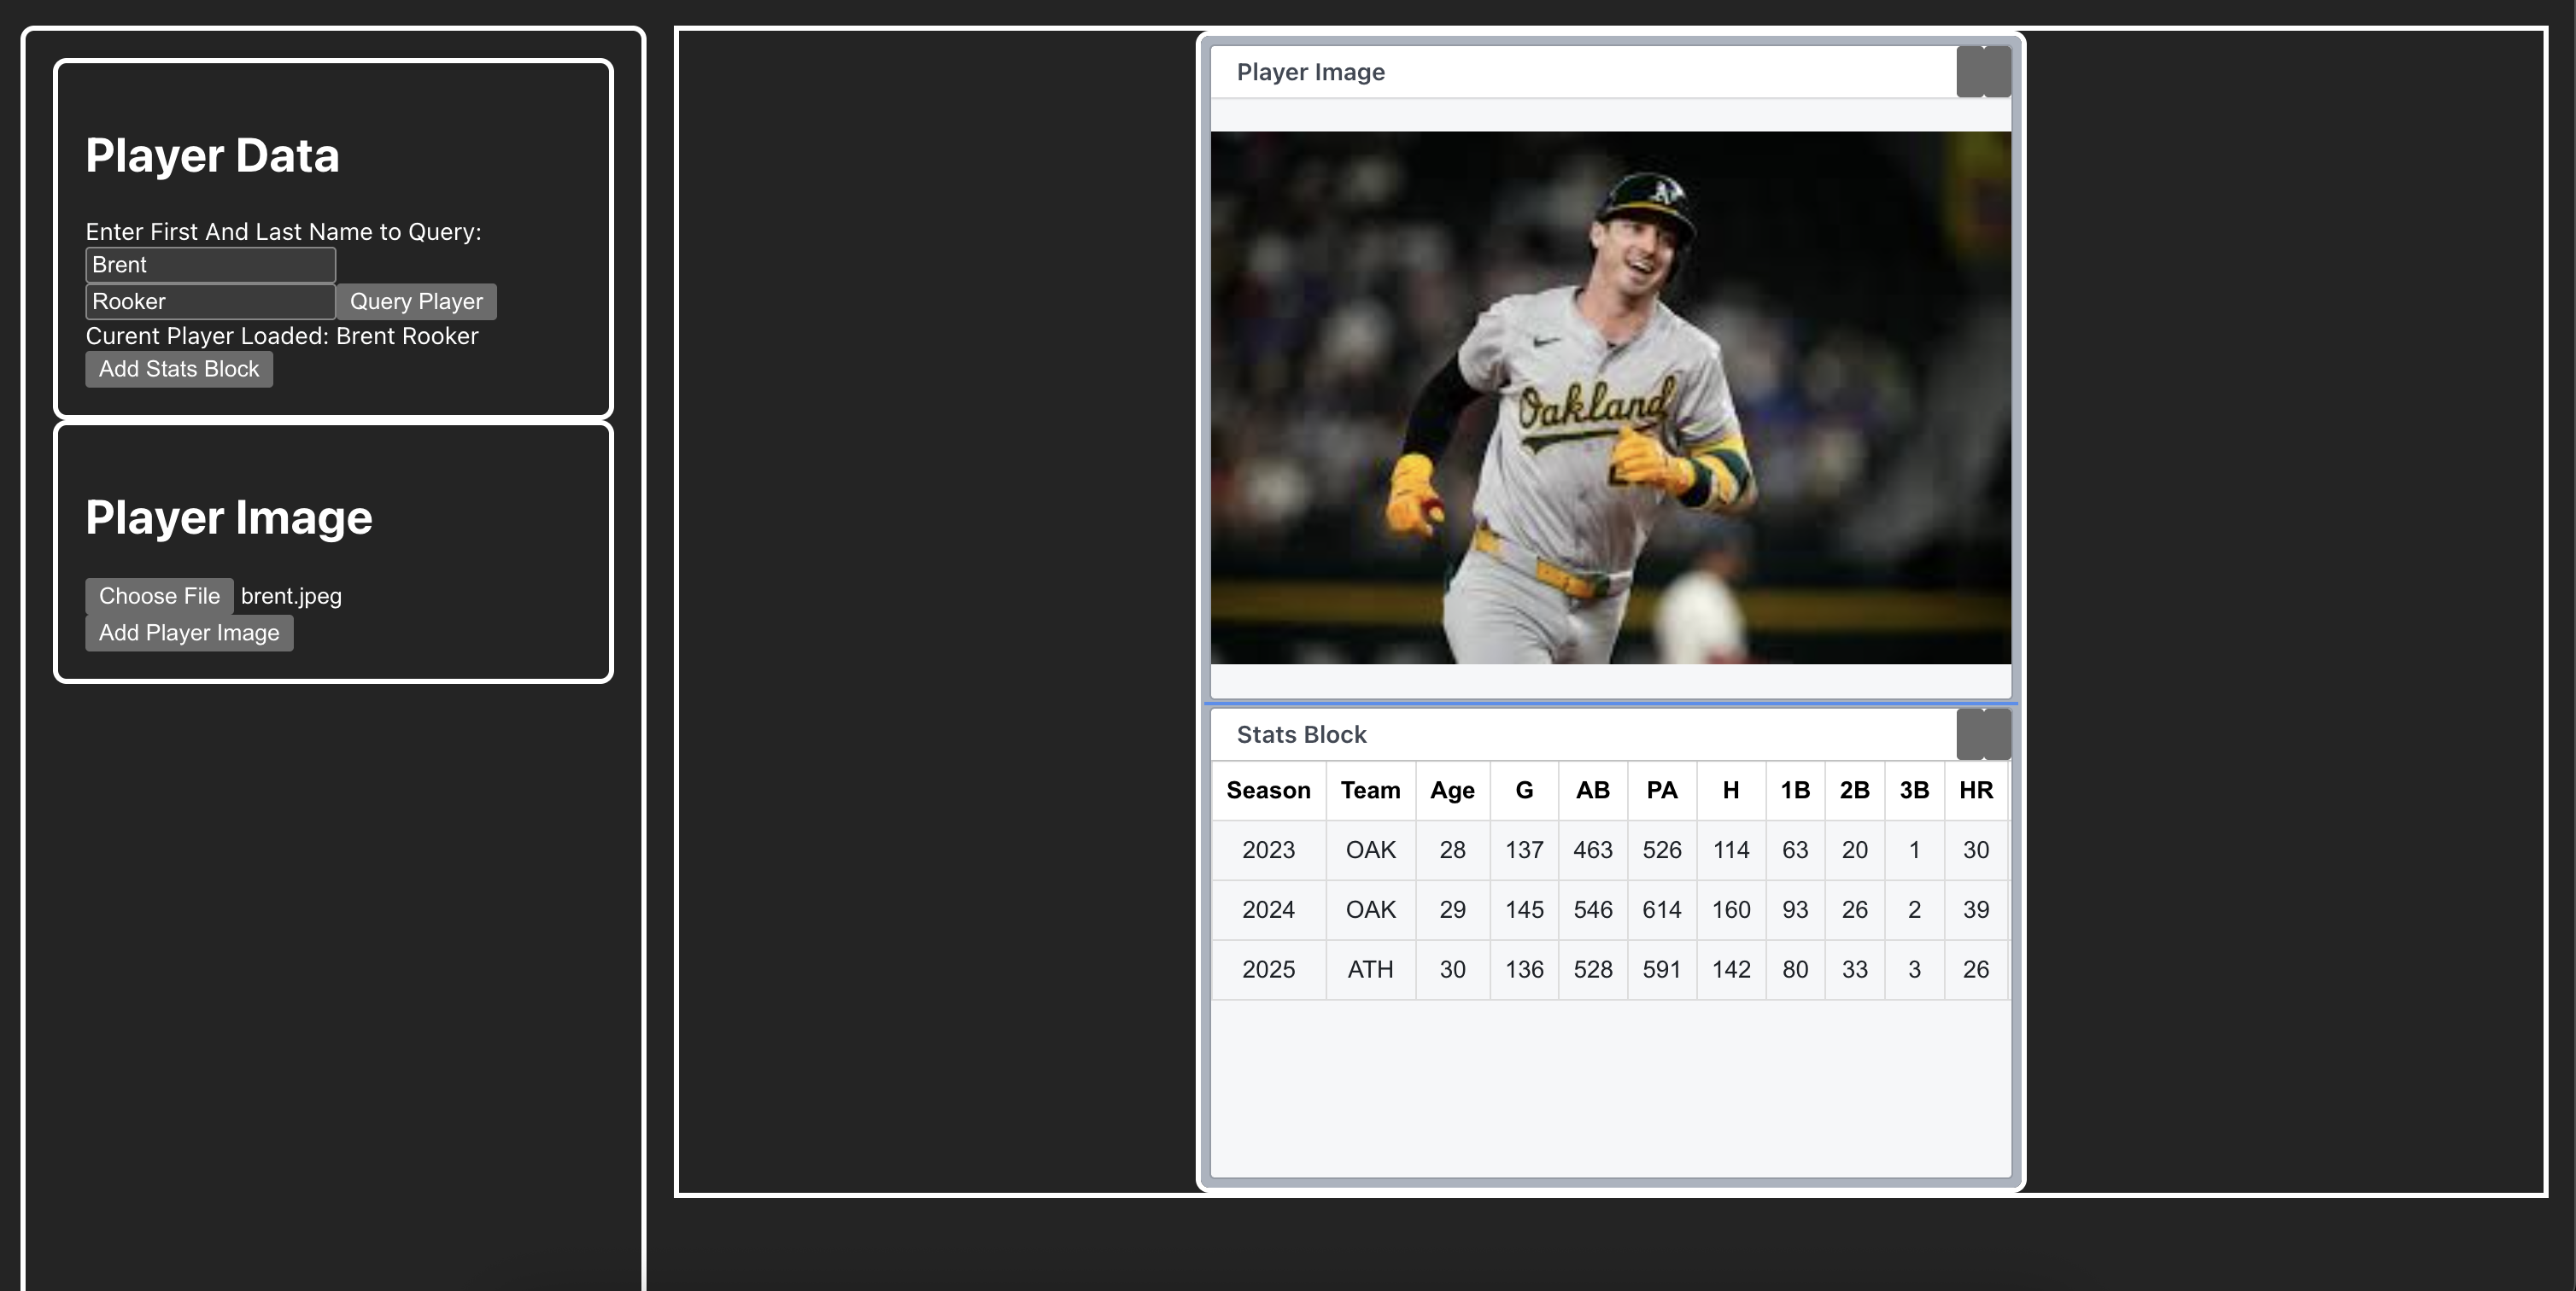 Player Data
Enter First And Last Name to Query:
Brent
Rooker Query Player
Curent Player Loaded: Brent Rooker
Add Stats Block
Player Image
Choose File brent.jpeg
Add Player Image
Player Image
A's
Oakland
Stats Block
Season Team Age G AB PA H 1B 2B 3B HR
2023 OAK 28 137 463 526 114 63 20 1 30
2024 OAK 29 145 546 614 160 93 26 2 39
2025 ATH 30 136 528 591 142 80 33 3 26